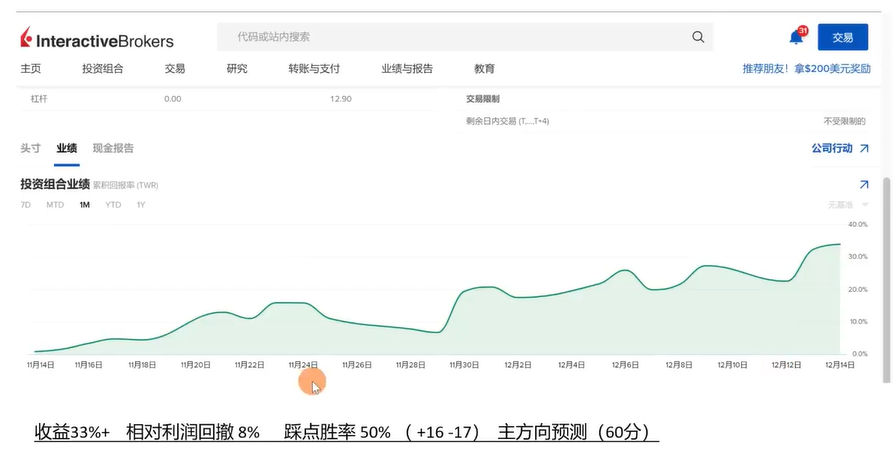 InteractiveBrokers 代码或站内搜索 31 交易
主页 投资组合 交易 研究 转账与支付 业绩与报告 教育 推荐朋友！拿$200美元奖励
杠杆 0.00 12.90 交易限制
剩余日内交易 (T,...,T+4) 不受限制的
头寸 业绩 现金报告 公司行动
投资组合业绩 累积回报率 (TWR)
7D MTD 1M YTD 1Y 无基准
40.0%
30.0%
20.0%
10.0%
0.0%
11月14日 11月16日 11月18日 11月20日 11月22日 11月24日 11月26日 11月28日 11月30日 12月2日 12月4日 12月6日 12月8日 12月10日 12月12日 12月14日
收益33%+ 相对利润回撤 8% 踩点胜率 50% （ +16 -17） 主方向预测（60分）